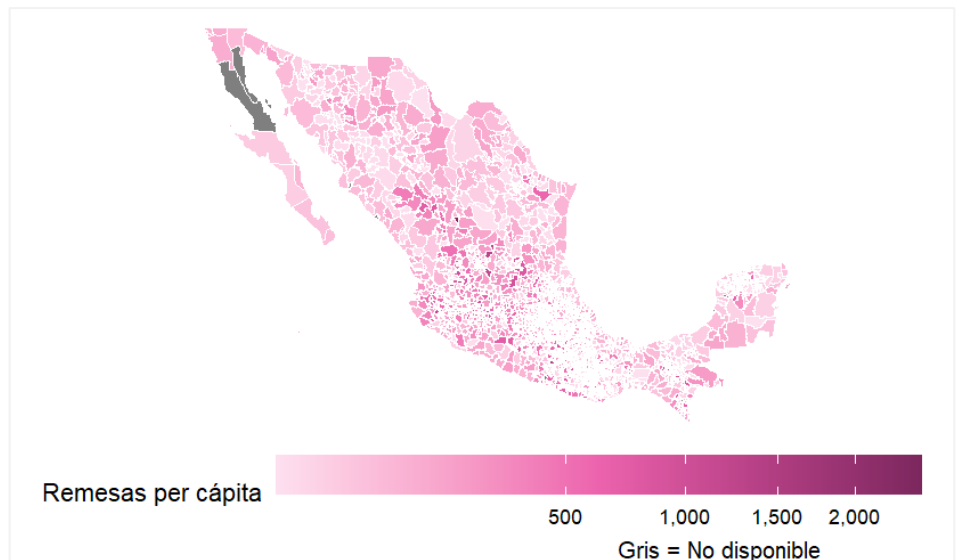 Remesas per cápita
500 1,000 1,500 2,000
Gris = No disponible